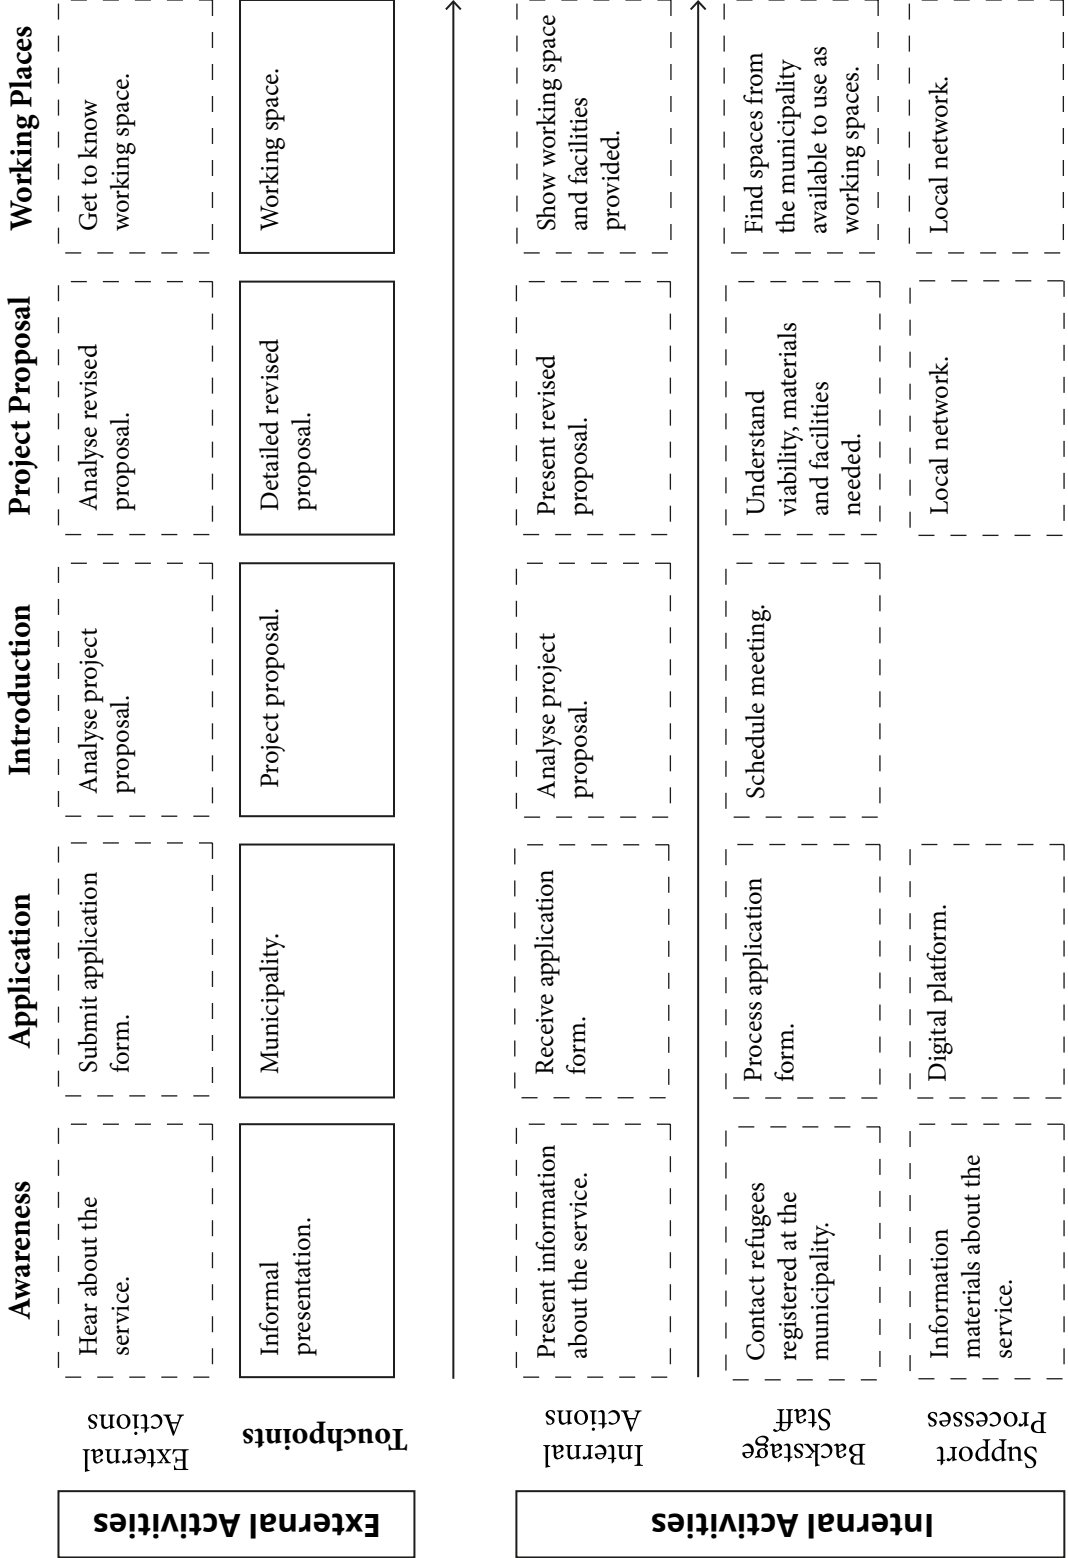 Awareness
Application
Introduction
Project Proposal
Working Places
External Activities
External
Actions
Hear about the
service.
Submit application
form.
Analyse project
proposal.
Analyse revised
proposal.
Get to know
working space.
Touchpoints
Informal
presentation.
Municipality.
Project proposal.
Detailed revised
proposal.
Working space.
Internal Activities
Internal
Actions
Present information
about the service.
Receive application
form.
Analyse project
proposal.
Present revised
proposal.
Show working space
and facilities
provided.
Backstage
Staff
Contact refugees
registered at the
municipality.
Process application
form.
Schedule meeting.
Understand
viability, materials
and facilities
needed.
Find spaces from
the municipality
available to use as
working spaces.
Support
Processes
Information
materials about the
service.
Digital platform.
Local network.
Local network.